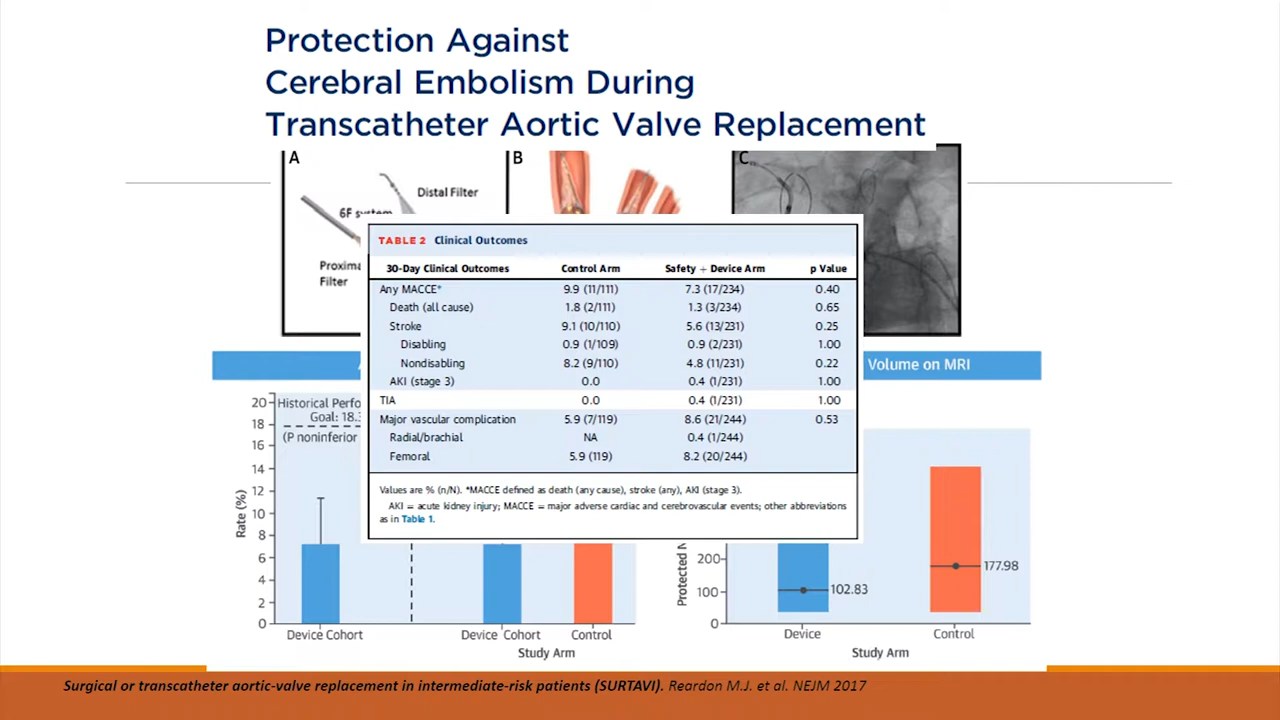 Protection Against
Cerebral Embolism During
Transcatheter Aortic Valve Replacement
A
B
C
Distal Filter
6F system
Filter
TABLE 2 Clinical Outcomes
30-Day Clinical Outcomes Control Arm Safety + Device Arm p Value
Any MACCE* 9.9 (11/111) 7.3 (17/234) 0.40
Death (all cause) 1.8 (2/111) 1.3 (3/234) 0.65
Stroke 9.1 (10/110) 5.6 (13/231) 0.25
Disabling 0.9 (1/109) 0.9 (2/231) 1.00
Nondisabling 8.2 (9/110) 4.8 (11/231) 0.22
AKI (stage 3) 0.0 0.4 (1/231) 1.00
TIA 0.0 0.4 (1/231) 1.00
Major vascular complication 5.9 (7/119) 8.6 (21/244) 0.53
Radial/brachial NA 0.4 (1/244)
Femoral 5.9 (119) 8.2 (20/244)
Values are % (n/N). *MACCE defined as death (any cause), stroke (any), AKI (stage 3).
AKI = acute kidney injury; MACCE = major adverse cardiac and cerebrovascular events; other abbreviations
as in Table 1.
Volume on MRI
Historical
Goal:
(P noninferior
Rate (%)
20
18
16
14
12
10
8
6
4
2
0
Device Cohort
Device Cohort
Control
Study Arm
Protected
200
100
0
102.83
177.98
Device
Control
Study Arm
Surgical or transcatheter aortic-valve replacement in intermediate-risk patients (SURTAVI). Reardon M.J. et al. NEJM 2017